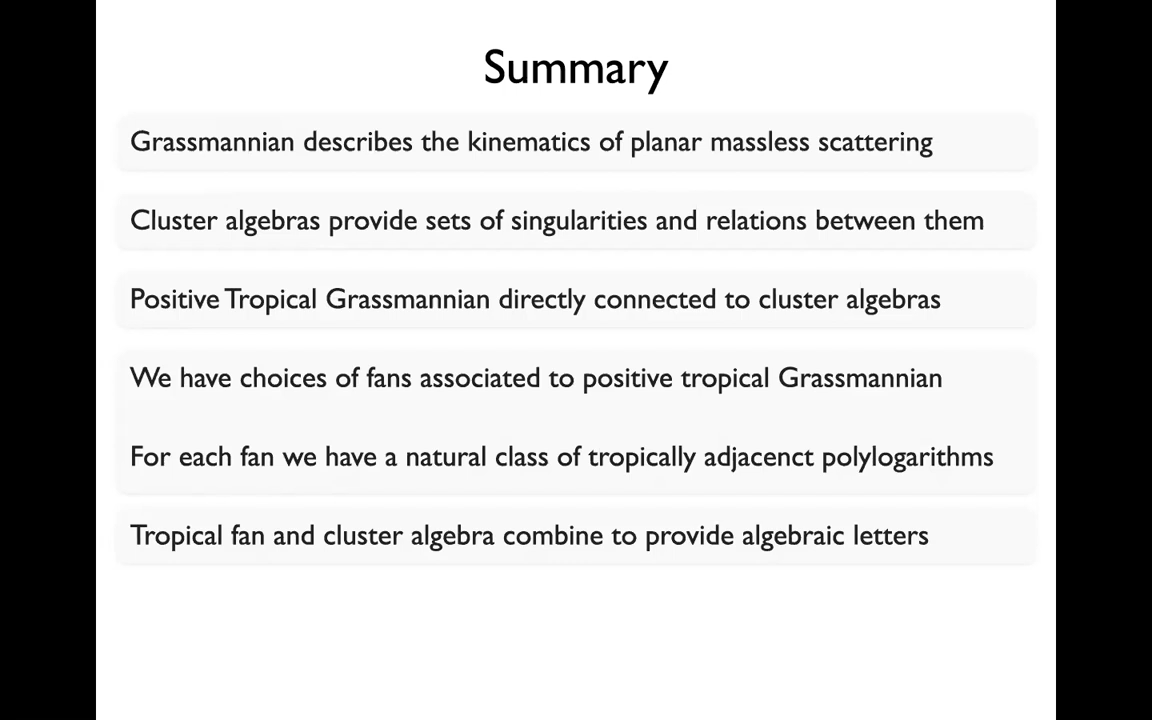 Summary
Grassmannian describes the kinematics of planar massless scattering
Cluster algebras provide sets of singularities and relations between them
Positive Tropical Grassmannian directly connected to cluster algebras
We have choices of fans associated to positive tropical Grassmannian
For each fan we have a natural class of tropically adjacenct polylogarithms
Tropical fan and cluster algebra combine to provide algebraic letters